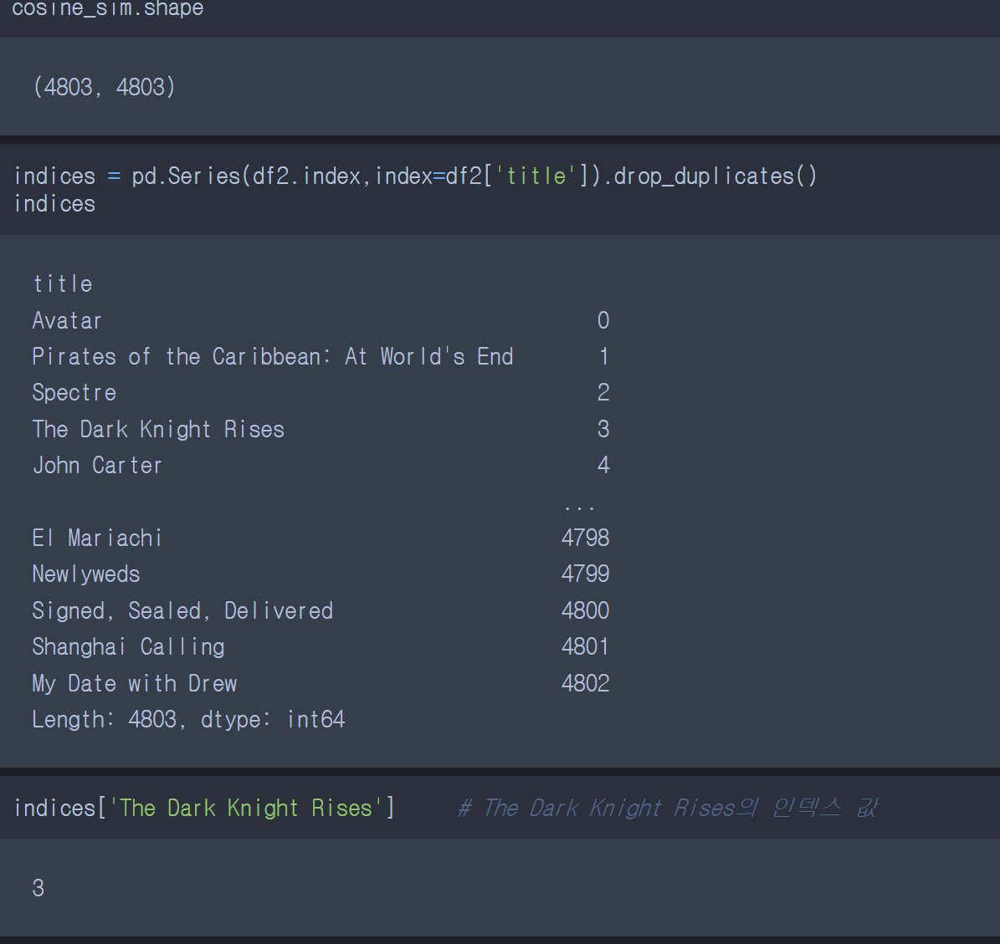 cosine_sim.shape
(4803, 4803)
indices = pd.Series(df2.index,index=df2['title']).drop_duplicates()
indices
title
Avatar 0
Pirates of the Caribbean: At World's End 1
Spectre 2
The Dark Knight Rises 3
John Carter 4
...
El Mariachi 4798
Newlyweds 4799
Signed, Sealed, Delivered 4800
Shanghai Calling 4801
My Date with Drew 4802
Length: 4803, dtype: int64
indices['The Dark Knight Rises'] # The Dark Knight Rises의 인덱스 값
3